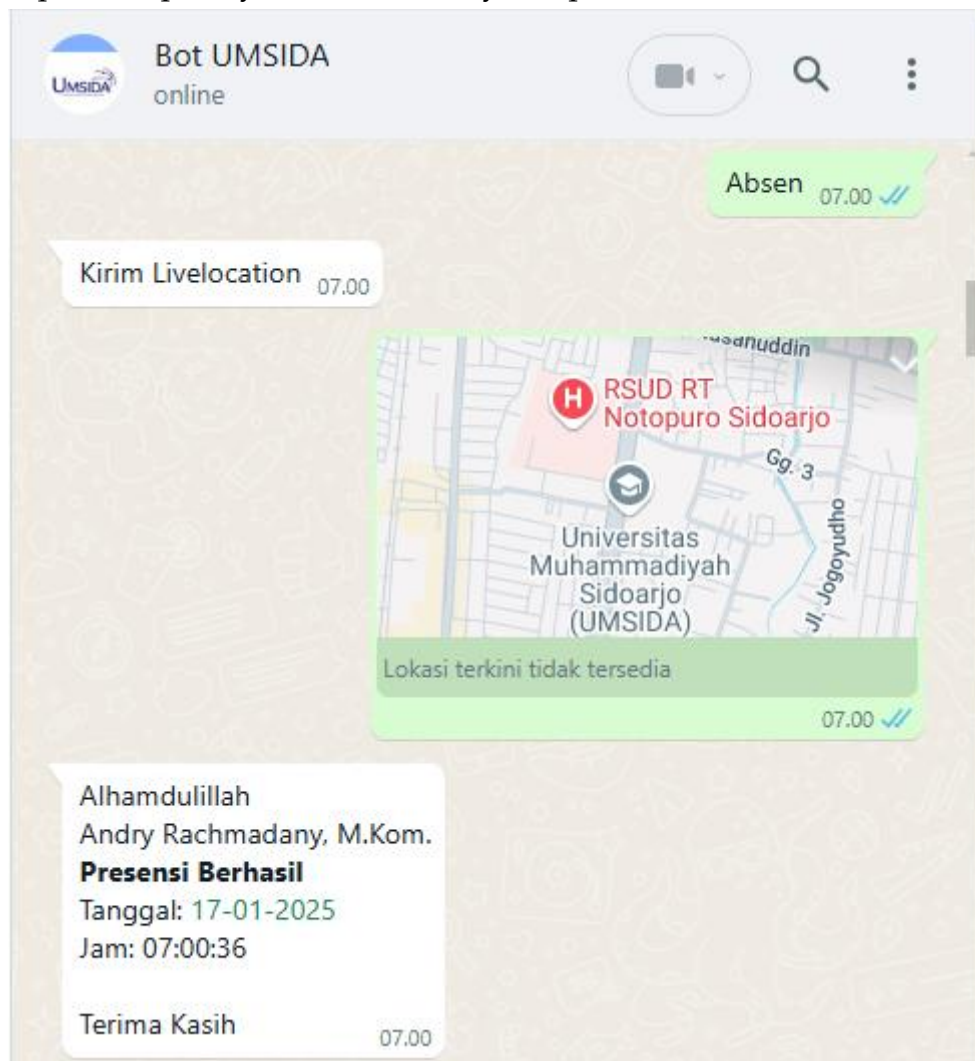 Bot UMSIDA
UMSIDA
online
Absen 07.00
Kirim Livelocation 07.00
RSUD RT
Notopuro Sidoarjo
Gg. 3
Universitas
Muhammadiyah
Sidoarjo
(UMSIDA)
Jl. Jogoyudho
Lokasi terkini tidak tersedia
07.00
Alhamdulillah
Andry Rachmadany, M.Kom.
Presensi Berhasil
Tanggal: 17-01-2025
Jam: 07:00:36
Terima Kasih 07.00